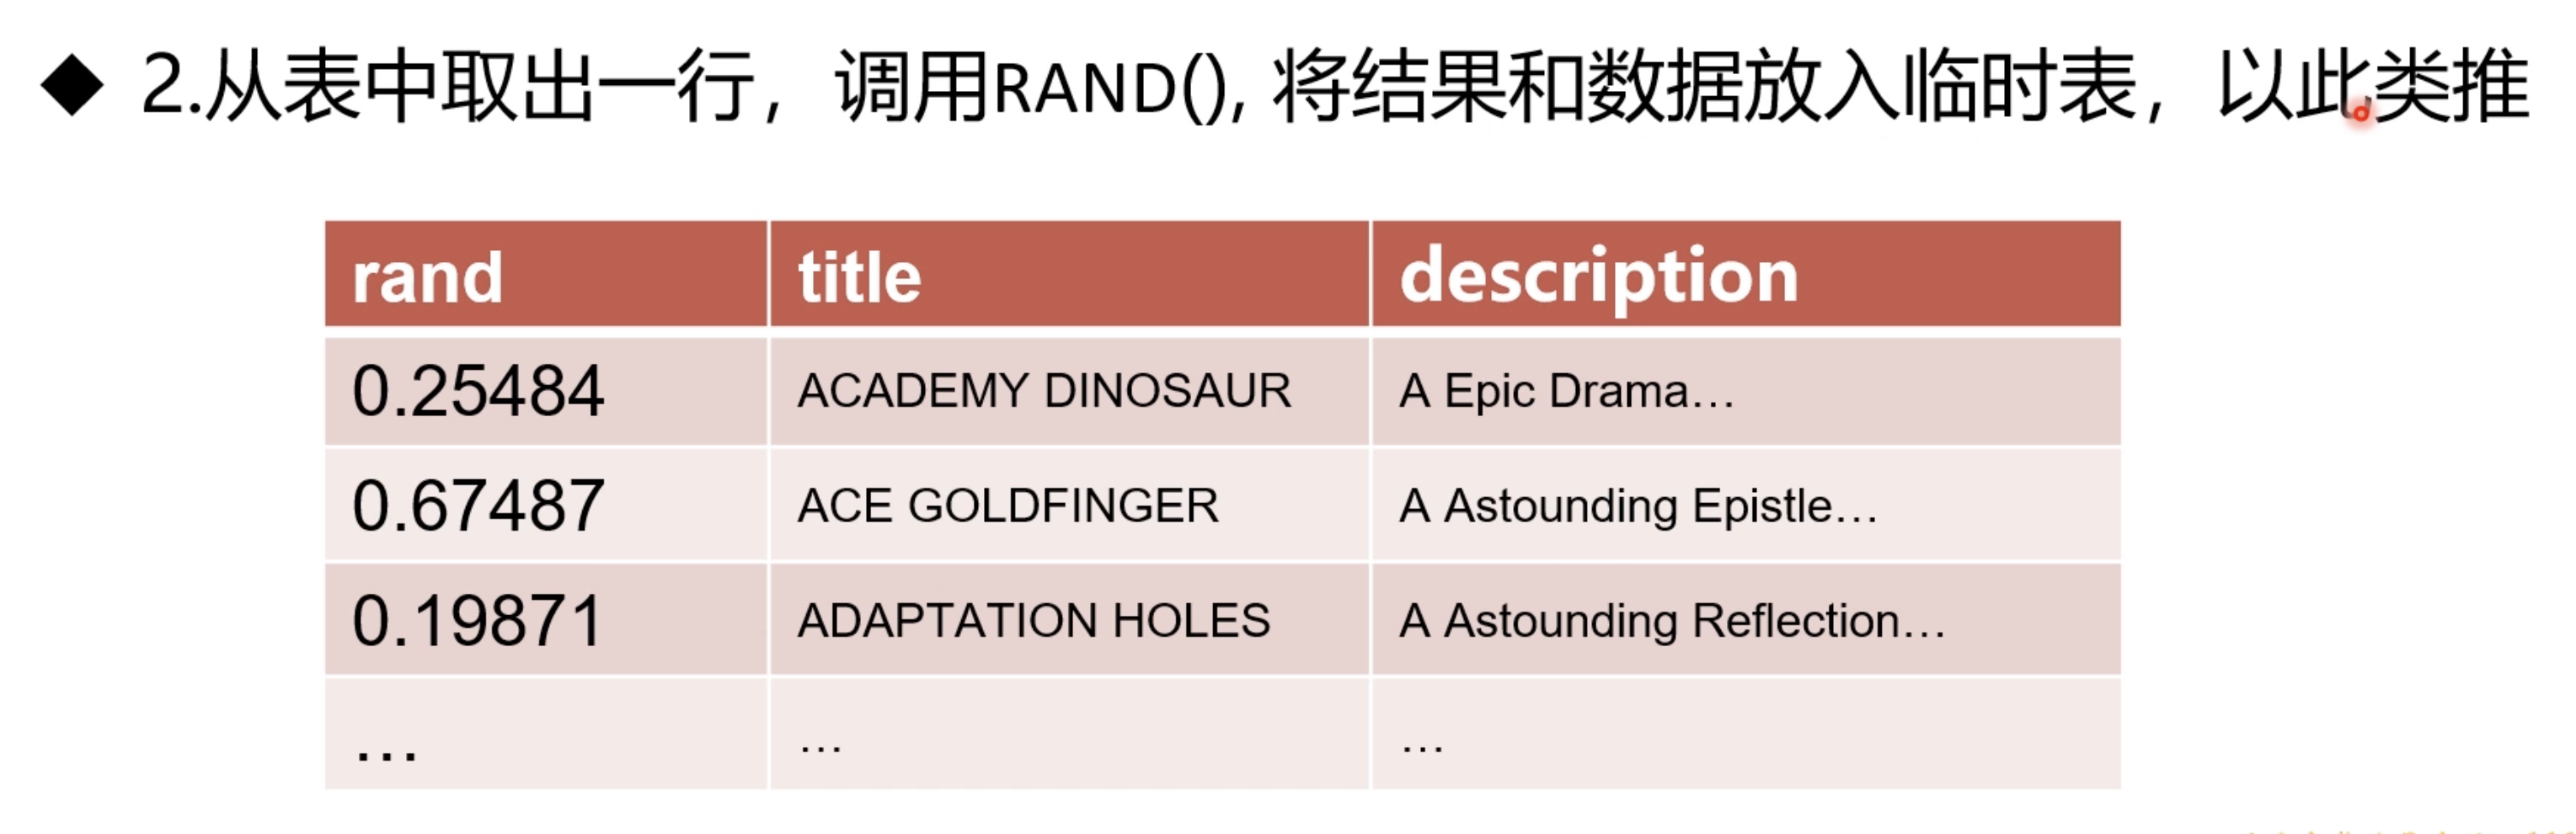 ◆ 2.从表中取出一行，调用RAND(), 将结果和数据放入临时表，以此类推
rand title description
0.25484 ACADEMY DINOSAUR A Epic Drama…
0.67487 ACE GOLDFINGER A Astounding Epistle…
0.19871 ADAPTATION HOLES A Astounding Reflection…
… … …